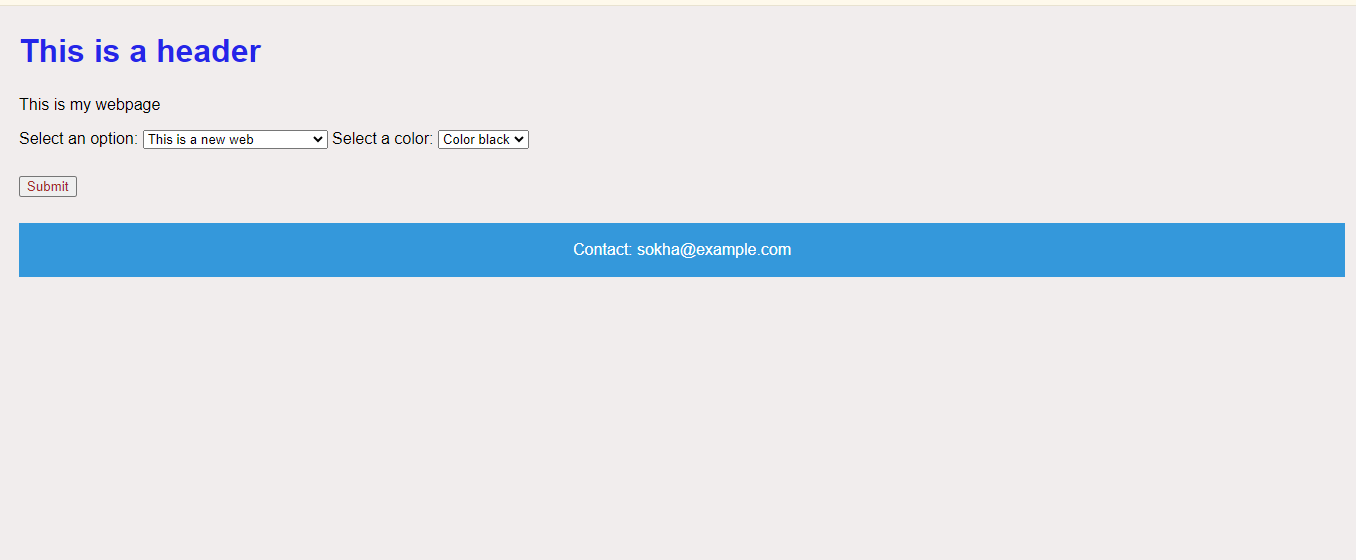 This is a header
This is my webpage
Select an option: This is a new web Select a color: Color black
Submit
Contact: sokha@example.com